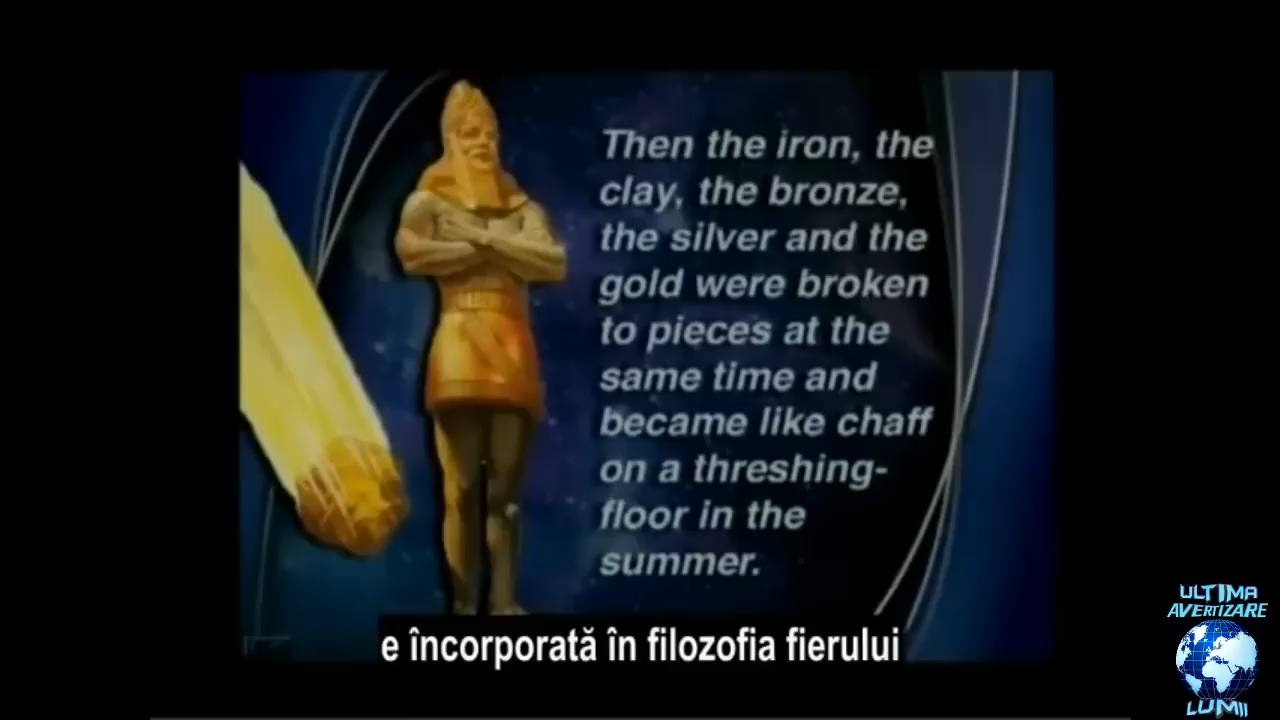 Then the iron, the
clay, the bronze,
the silver and the
gold were broken
to pieces at the
same time and
became like chaff
on a threshing-
floor in the
summer.
e încorporată în filozofia fierului
ULTIMA
AVERTIZARE
LUMII